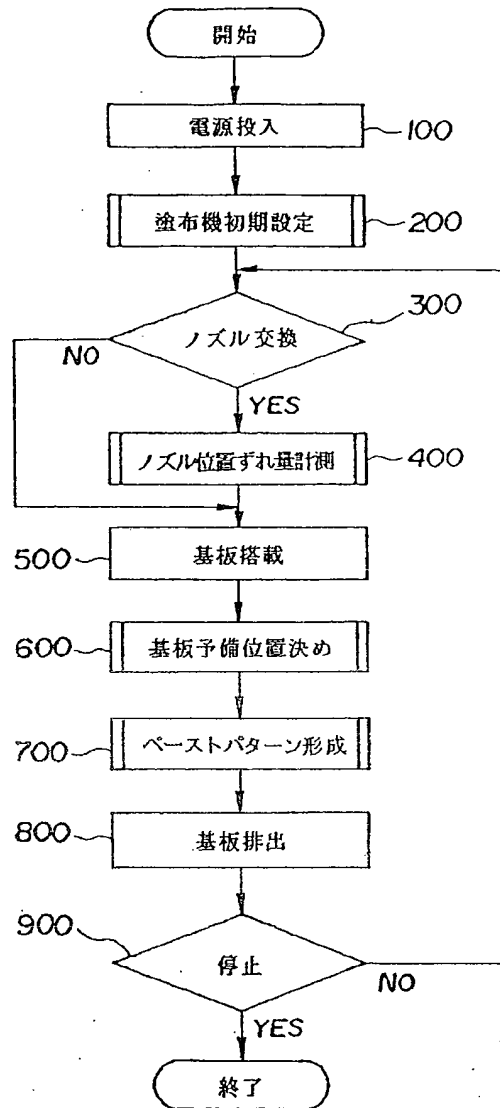 開始
電源投入 100
塗布機初期設定 200
ノズル交換 300
NO
YES
ノズル位置ずれ量計測 400
500 基板搭載
600 基板予備位置決め
700 ペーストパターン形成
800 基板排出
900 停止
NO
YES
終了